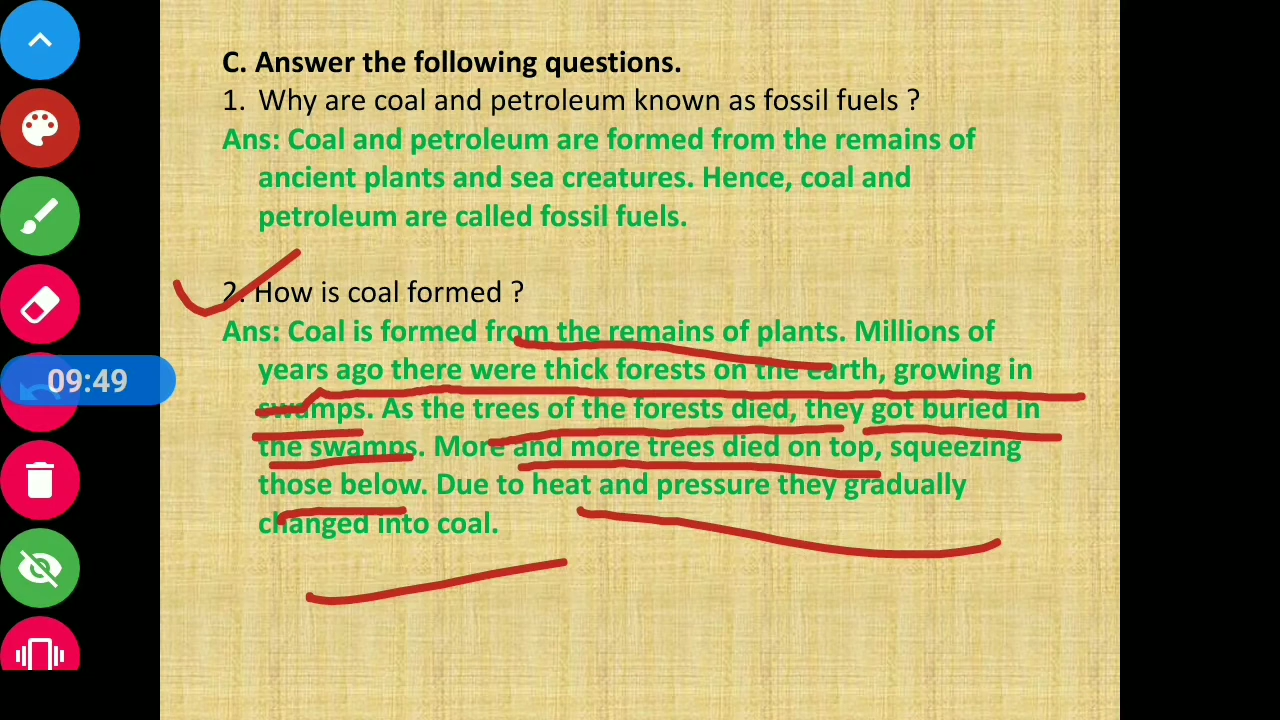 C. Answer the following questions.
1. Why are coal and petroleum known as fossil fuels ?
Ans: Coal and petroleum are formed from the remains of
ancient plants and sea creatures. Hence, coal and
petroleum are called fossil fuels.
2. How is coal formed ?
Ans: Coal is formed from the remains of plants. Millions of
years ago there were thick forests on the earth, growing in
09:49
swamps. As the trees of the forests died, they got buried in
the swamps. More and more trees died on top, squeezing
those below. Due to heat and pressure they gradually
changed into coal.